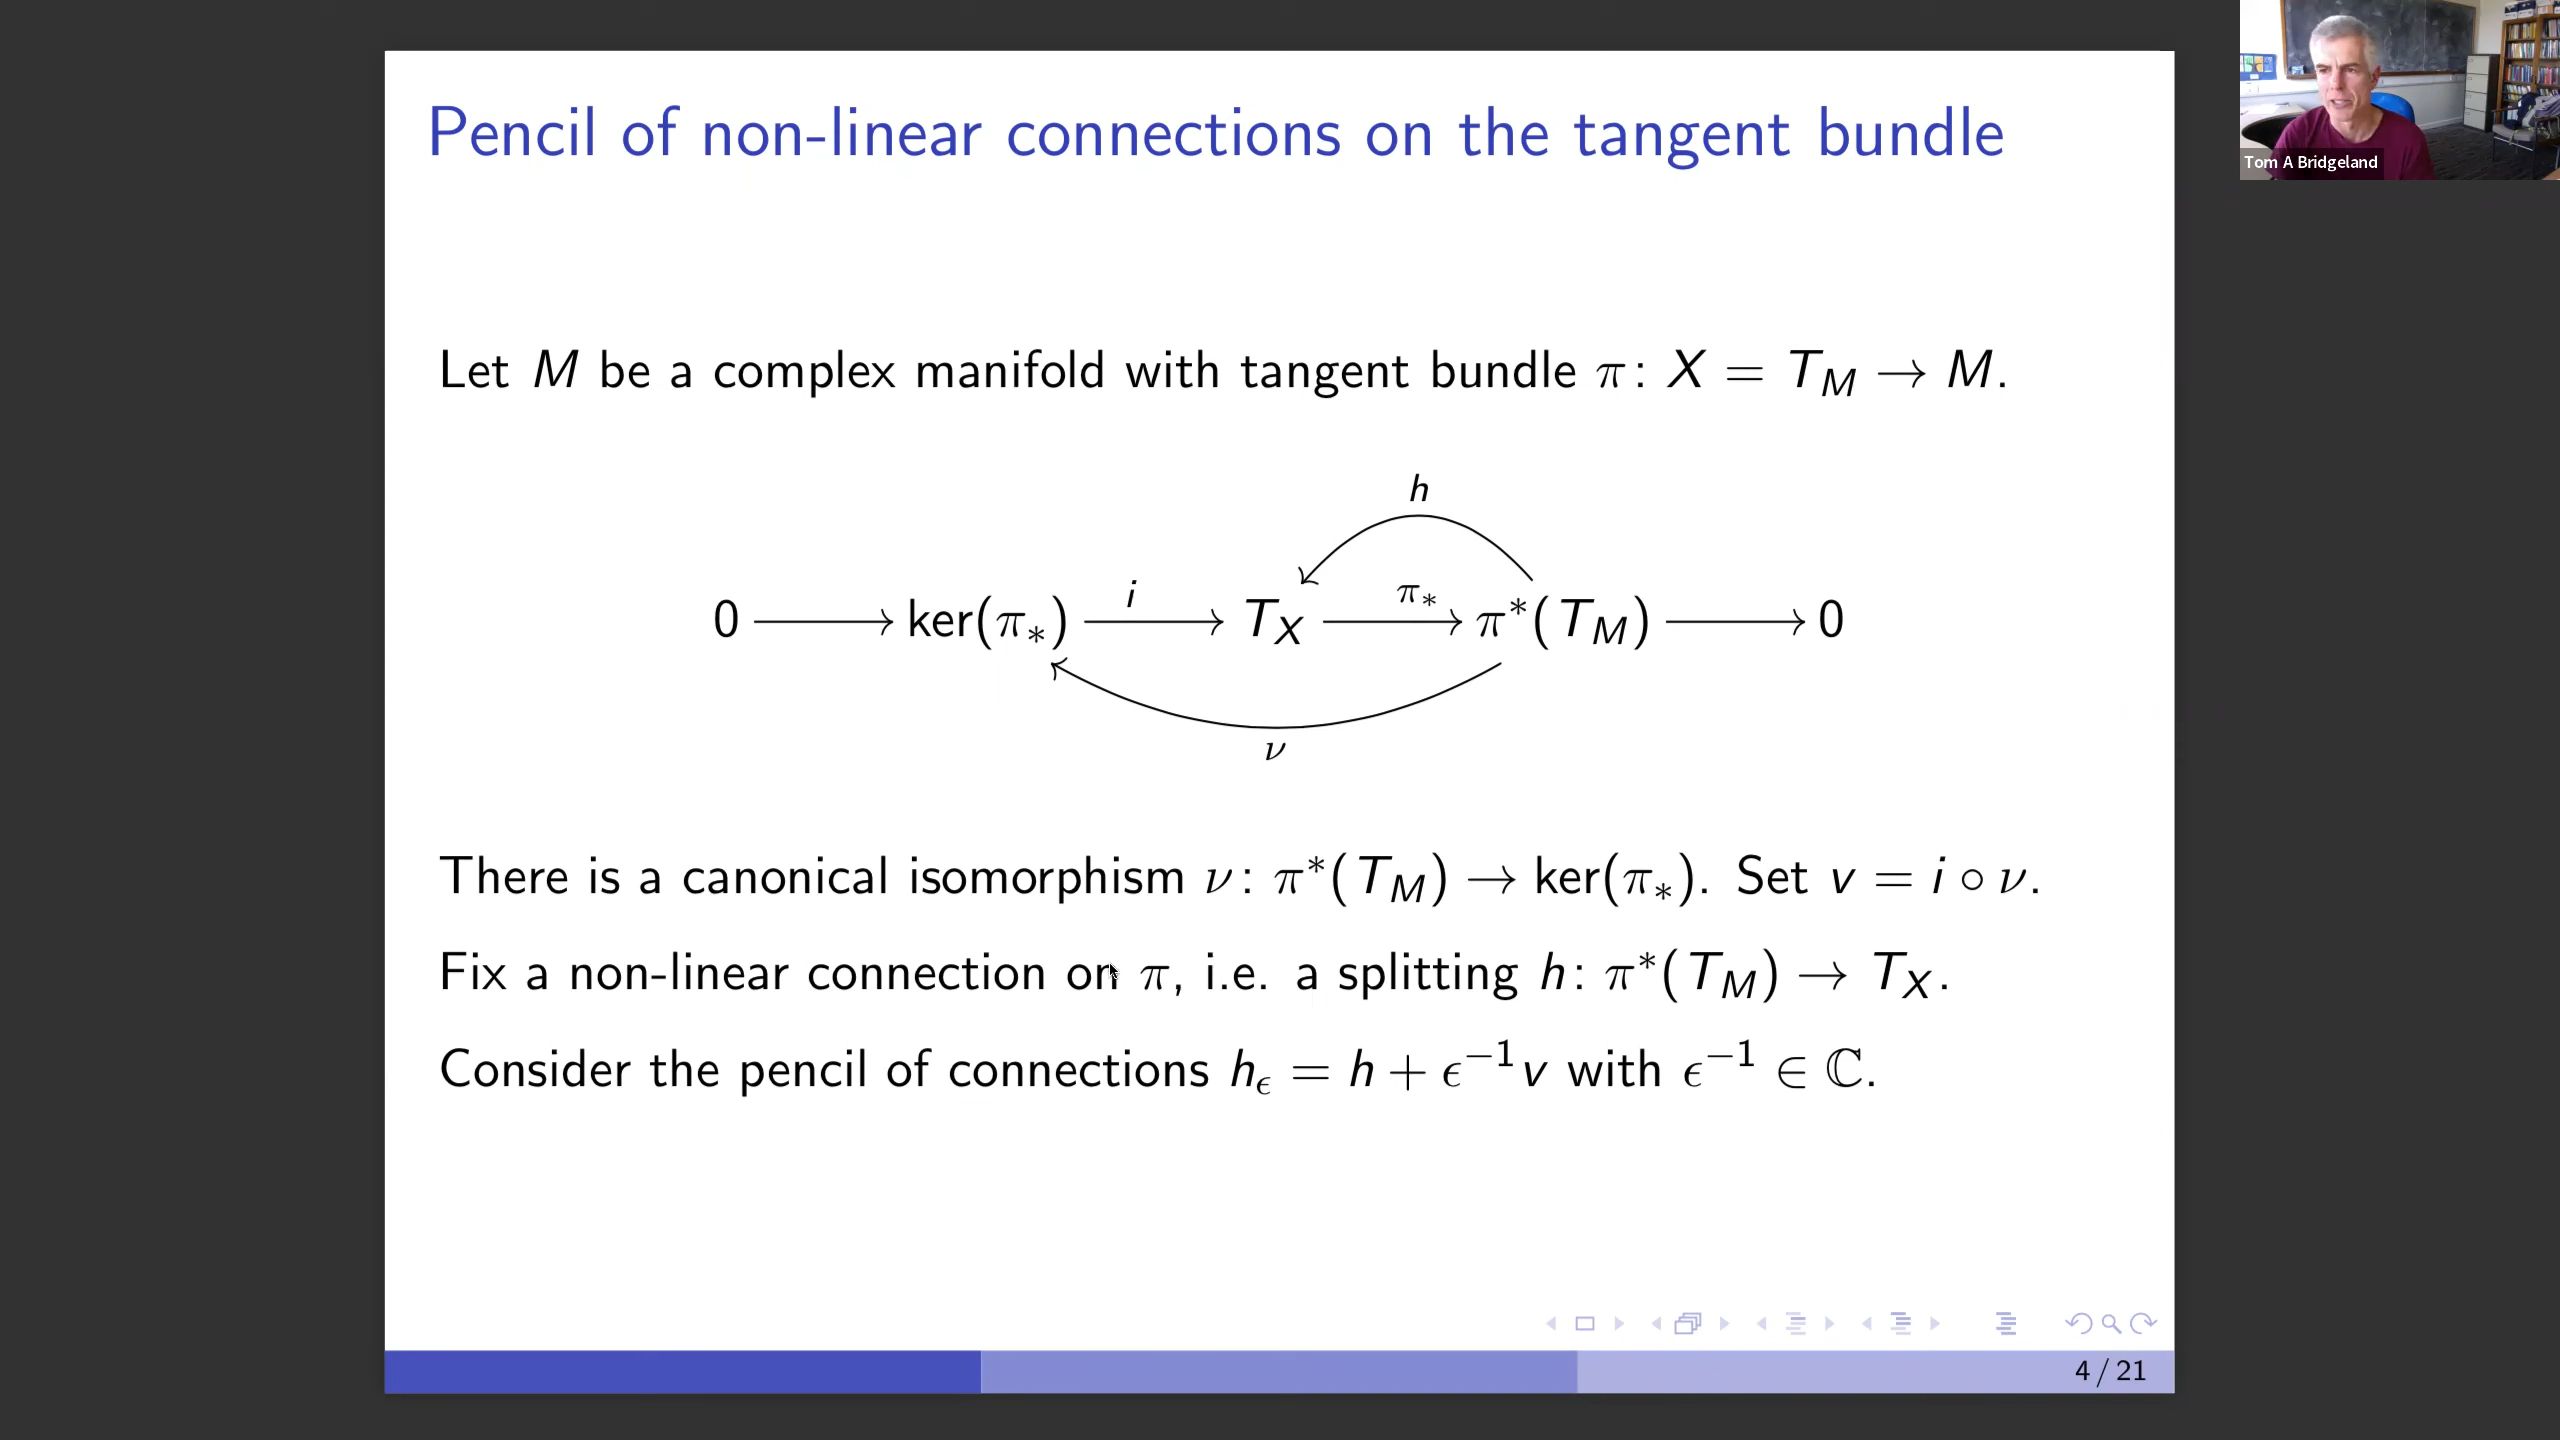 Pencil of non-linear connections on the tangent bundle
Tom A Bridgeland
Let M be a complex manifold with tangent bundle π: X = T_M → M.
h
i
π_*
0 → ker(π_*) → T_X → π^*(T_M) → 0
ν
There is a canonical isomorphism ν: π^*(T_M) → ker(π_*). Set v = i ∘ ν.
Fix a non-linear connection on π, i.e. a splitting h: π^*(T_M) → T_X.
Consider the pencil of connections h_ϵ = h + ϵ^{-1}v with ϵ^{-1} ∈ ℂ.
4 / 21